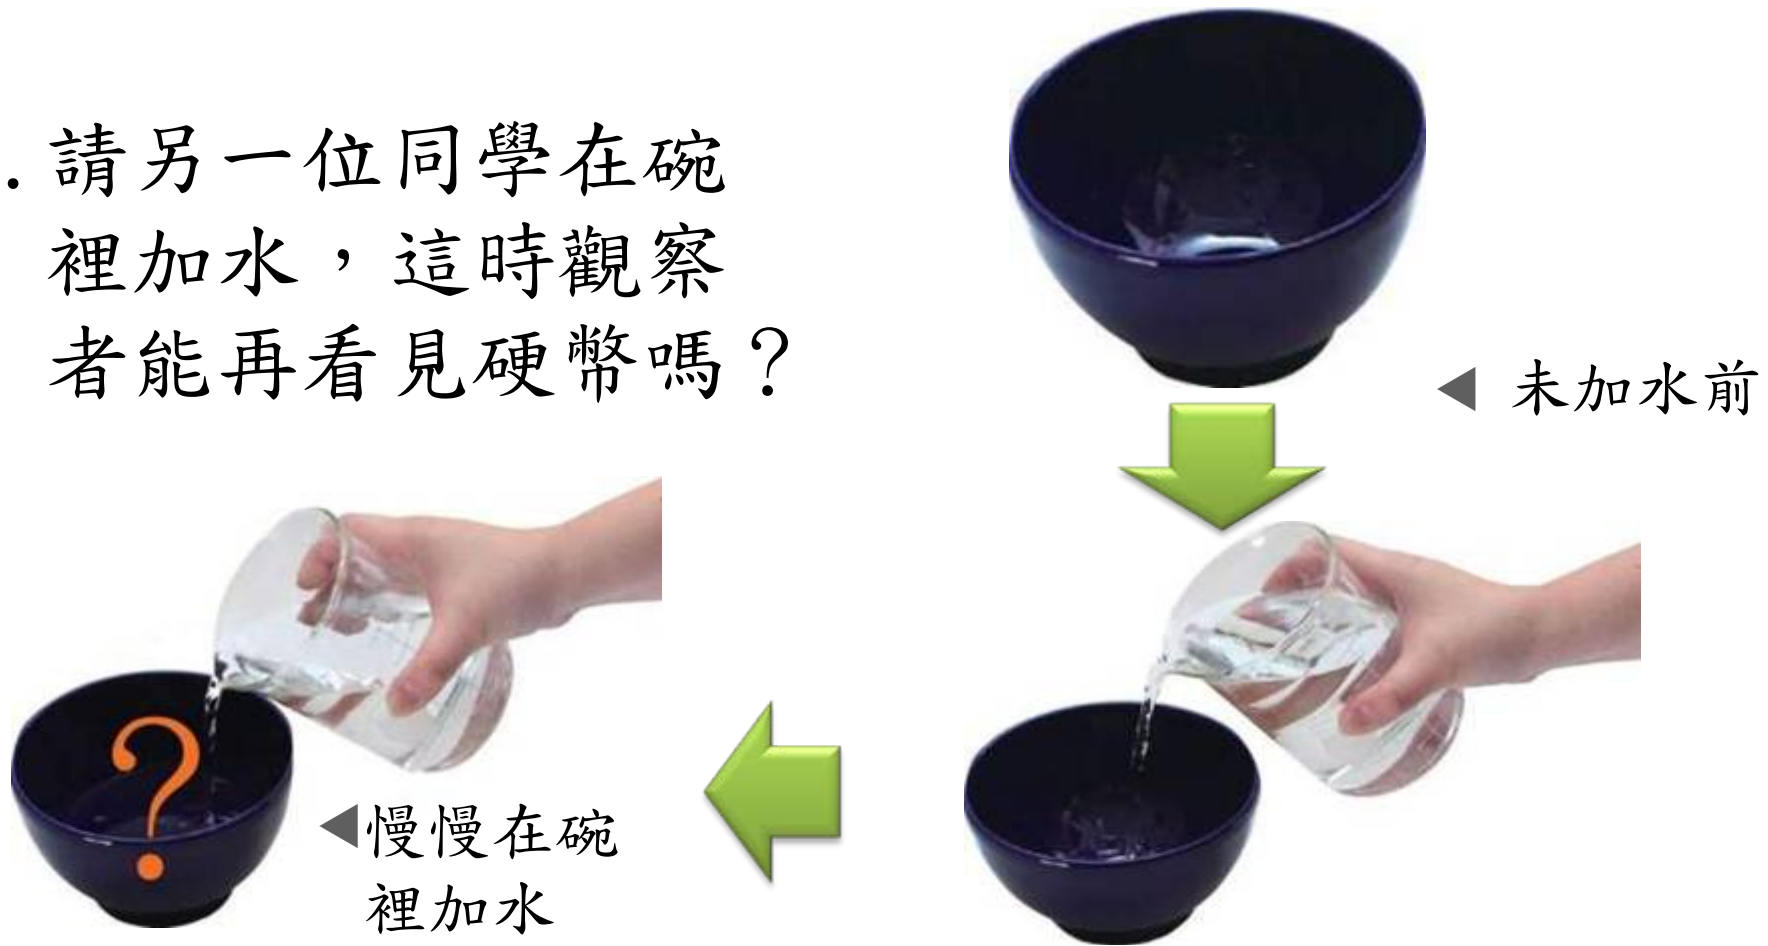 . 請另一位同學在碗
裡加水，這時觀察
者能再看見硬幣嗎？
◀ 未加水前
?
◀慢慢在碗
裡加水